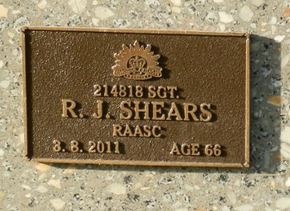 214818 SGT.
R. J. SHEARS
RAASC
3. 8. 2011 AGE 66